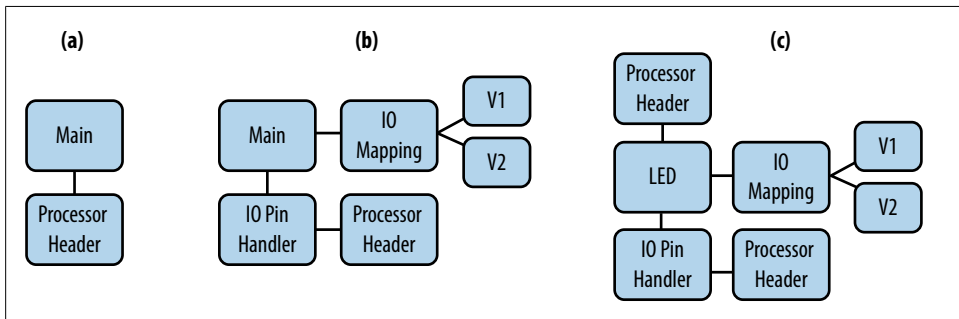 (a)
Main
Processor
Header
(b)
Main
IO
Mapping
V1
V2
IO Pin
Handler
Processor
Header
(c)
Processor
Header
LED
IO
Mapping
V1
V2
IO Pin
Handler
Processor
Header